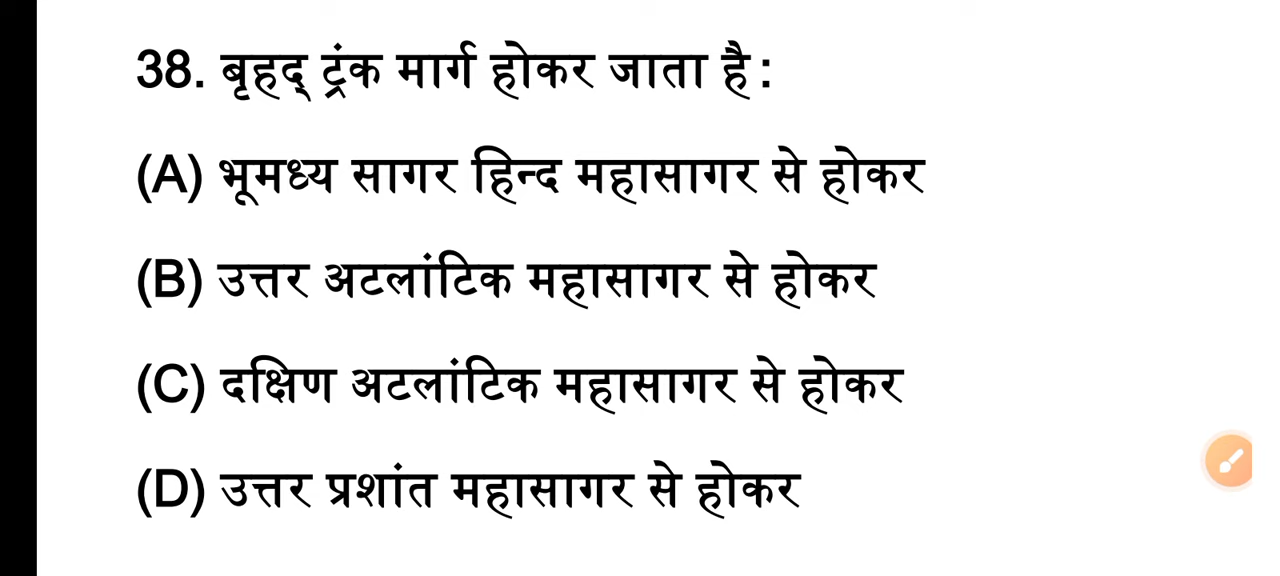 38. बृहद् ट्रंक मार्ग होकर जाता है :
(A) भूमध्य सागर हिन्द महासागर से होकर
(B) उत्तर अटलांटिक महासागर से होकर
(C) दक्षिण अटलांटिक महासागर से होकर
(D) उत्तर प्रशांत महासागर से होकर